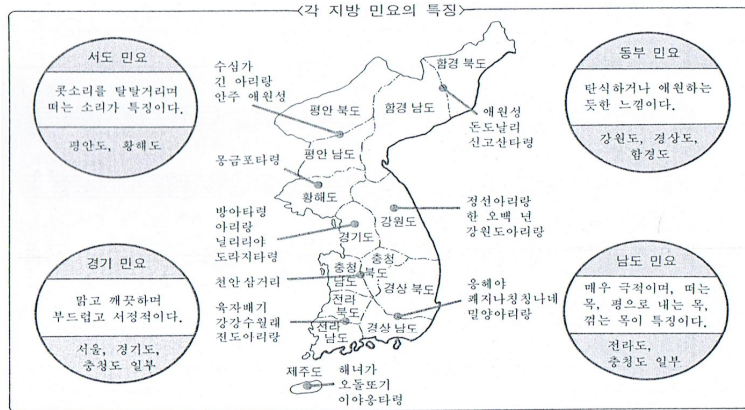 〈각 지방 민요의 특징〉
서도 민요
콧소리를 탈탈거리며
떠는 소리가 특징이다.
평안도, 황해도
동부 민요
탄식하거나 애원하는
듯한 느낌이다.
강원도, 경상도,
함경도
경기 민요
맑고 깨끗하며
부드럽고 서정적이다.
서울, 경기도,
충청도 일부
남도 민요
매우 극적이며, 떠는
목, 평으로 내는 목,
꺾는 목이 특징이다.
전라도,
충청도 일부
수심가
긴 아리랑
안주 애원성
함경 북도
평안 북도
함경 남도
애원성
돈도날리
신고산타령
평안 남도
몽금포타령
황해도
정선아리랑
한 오백 년
강원도아리랑
방아타령
아리랑
닐리리야
도라지타령
강원도
경기도
천안 삼거리
충청
남도
충청
북도
경상 북도
옹헤야
쾌지나칭칭나네
밀양아리랑
육자배기
강강수월래
전도아리랑
전라
북도
전라
남도
경상 남도
제주도
해녀가
오돌또기
이야옹타령